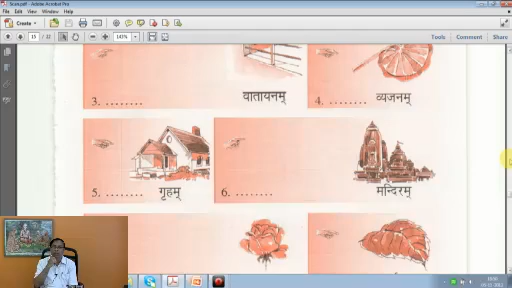 Scan.pdf - Adobe Acrobat Pro
File Edit View Window Help
Create
Tools Comment Share
143%
3. ........ वातायनम्
4. ........ व्यजनम्
5. ........ गृहम्
6. ........ मन्दिरम्